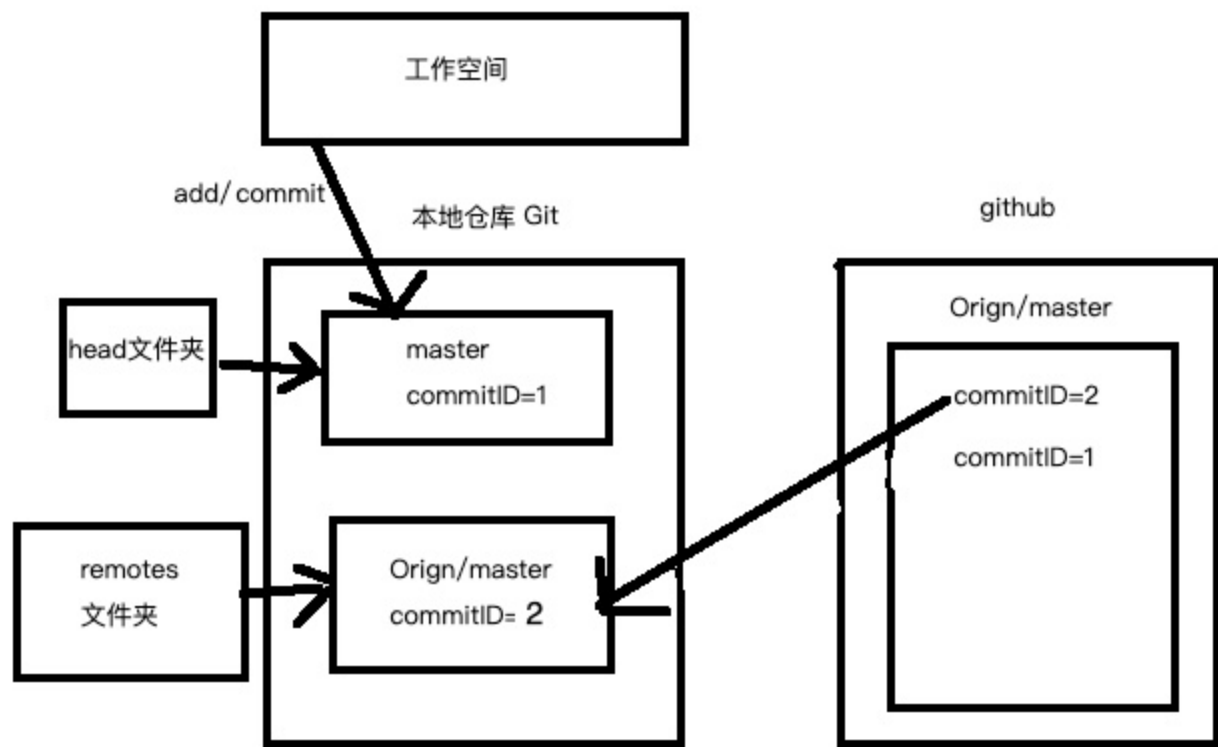 工作空间
add/ commit
本地仓库 Git
github
head文件夹
master
commitID=1
Orign/master
commitID=2
commitID=1
remotes
文件夹
Orign/master
commitID= 2